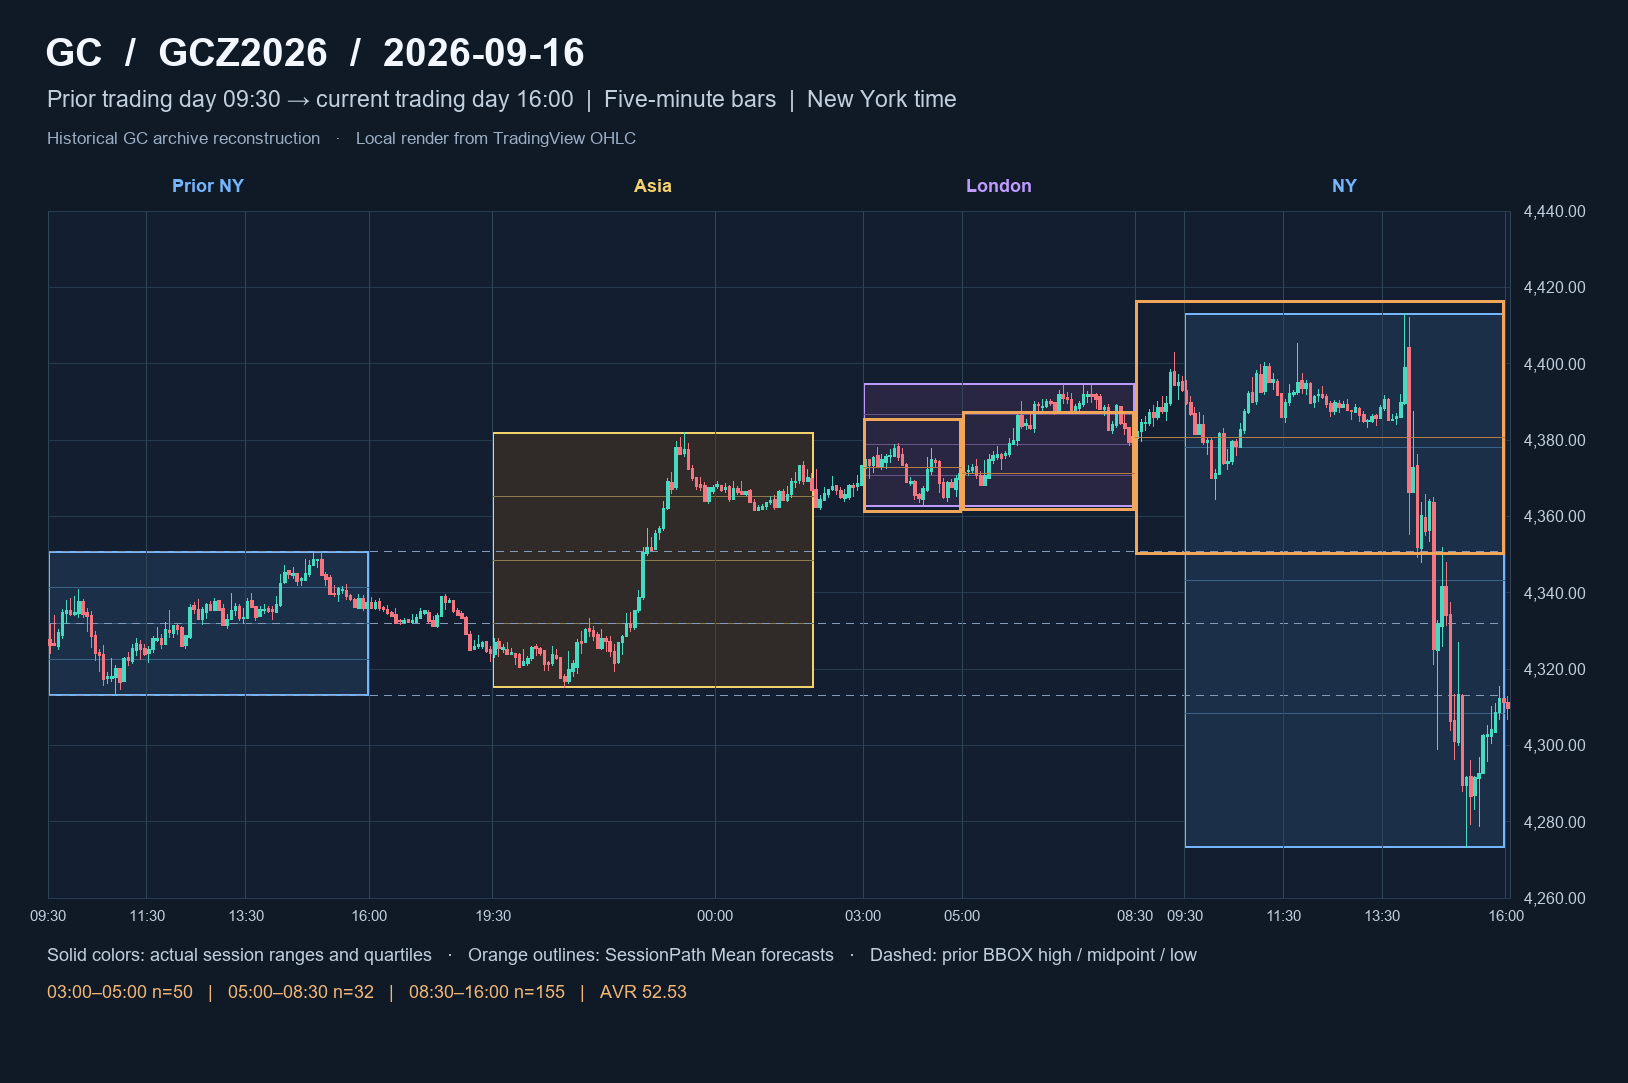 GC / GCZ2026 / 2026-09-16
Prior trading day 09:30 → current trading day 16:00 | Five-minute bars | New York time
Historical GC archive reconstruction · Local render from TradingView OHLC
Prior NY Asia London NY
4,440.00
4,420.00
4,400.00
4,380.00
4,360.00
4,340.00
4,320.00
4,300.00
4,280.00
4,260.00
09:30 11:30 13:30 16:00 19:30 00:00 03:00 05:00 08:30 09:30 11:30 13:30 16:00
Solid colors: actual session ranges and quartiles · Orange outlines: SessionPath Mean forecasts · Dashed: prior BBOX high / midpoint / low
03:00–05:00 n=50 | 05:00–08:30 n=32 | 08:30–16:00 n=155 | AVR 52.53